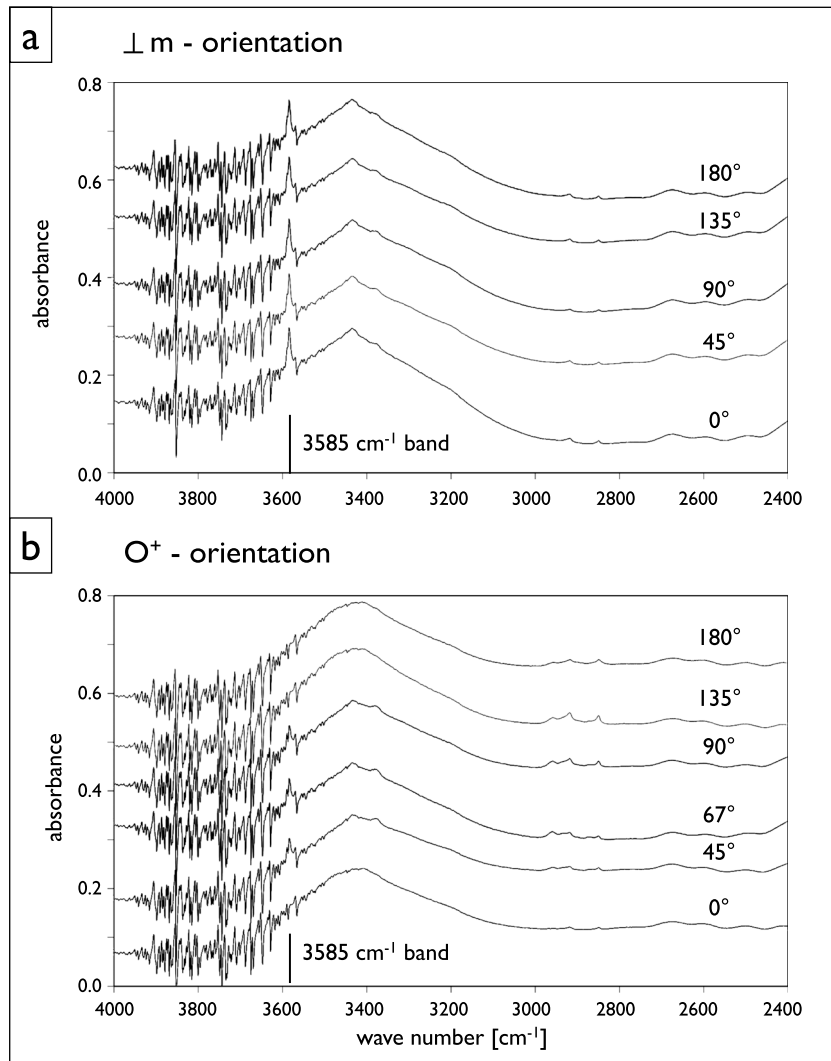 a
⊥ m - orientation
0.8
0.6
0.4
0.2
0.0
absorbance
180°
135°
90°
45°
0°
3585 cm-1 band
4000 3800 3600 3400 3200 3000 2800 2600 2400
b
O+ - orientation
0.8
0.6
0.4
0.2
0.0
absorbance
180°
135°
90°
67°
45°
0°
3585 cm-1 band
4000 3800 3600 3400 3200 3000 2800 2600 2400
wave number [cm-1]